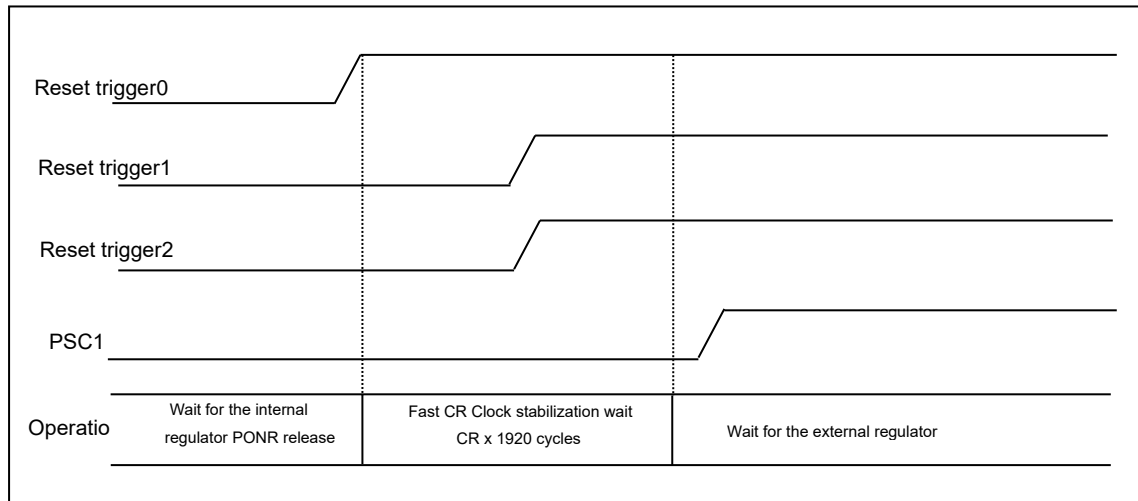 Reset trigger0
Reset trigger1
Reset trigger2
PSC1
Operatio
Wait for the internal
regulator PONR release
Fast CR Clock stabilization wait
CR x 1920 cycles
Wait for the external regulator